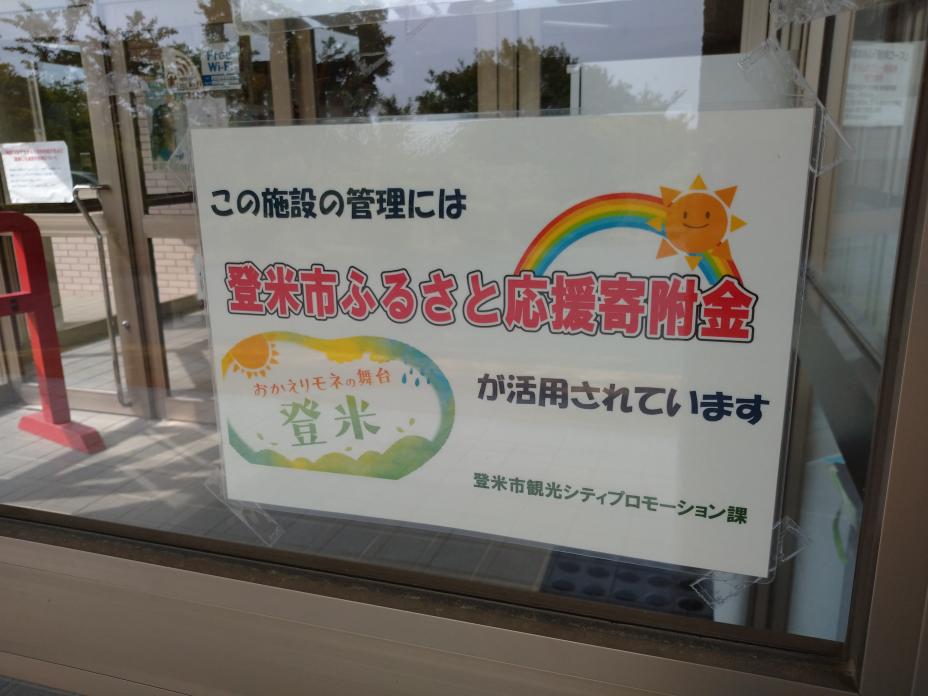 Free
Wi-Fi
この施設の管理には
登米市ふるさと応援寄附金
おかえりモネの舞台
登米
が活用されています
登米市観光シティプロモーション課